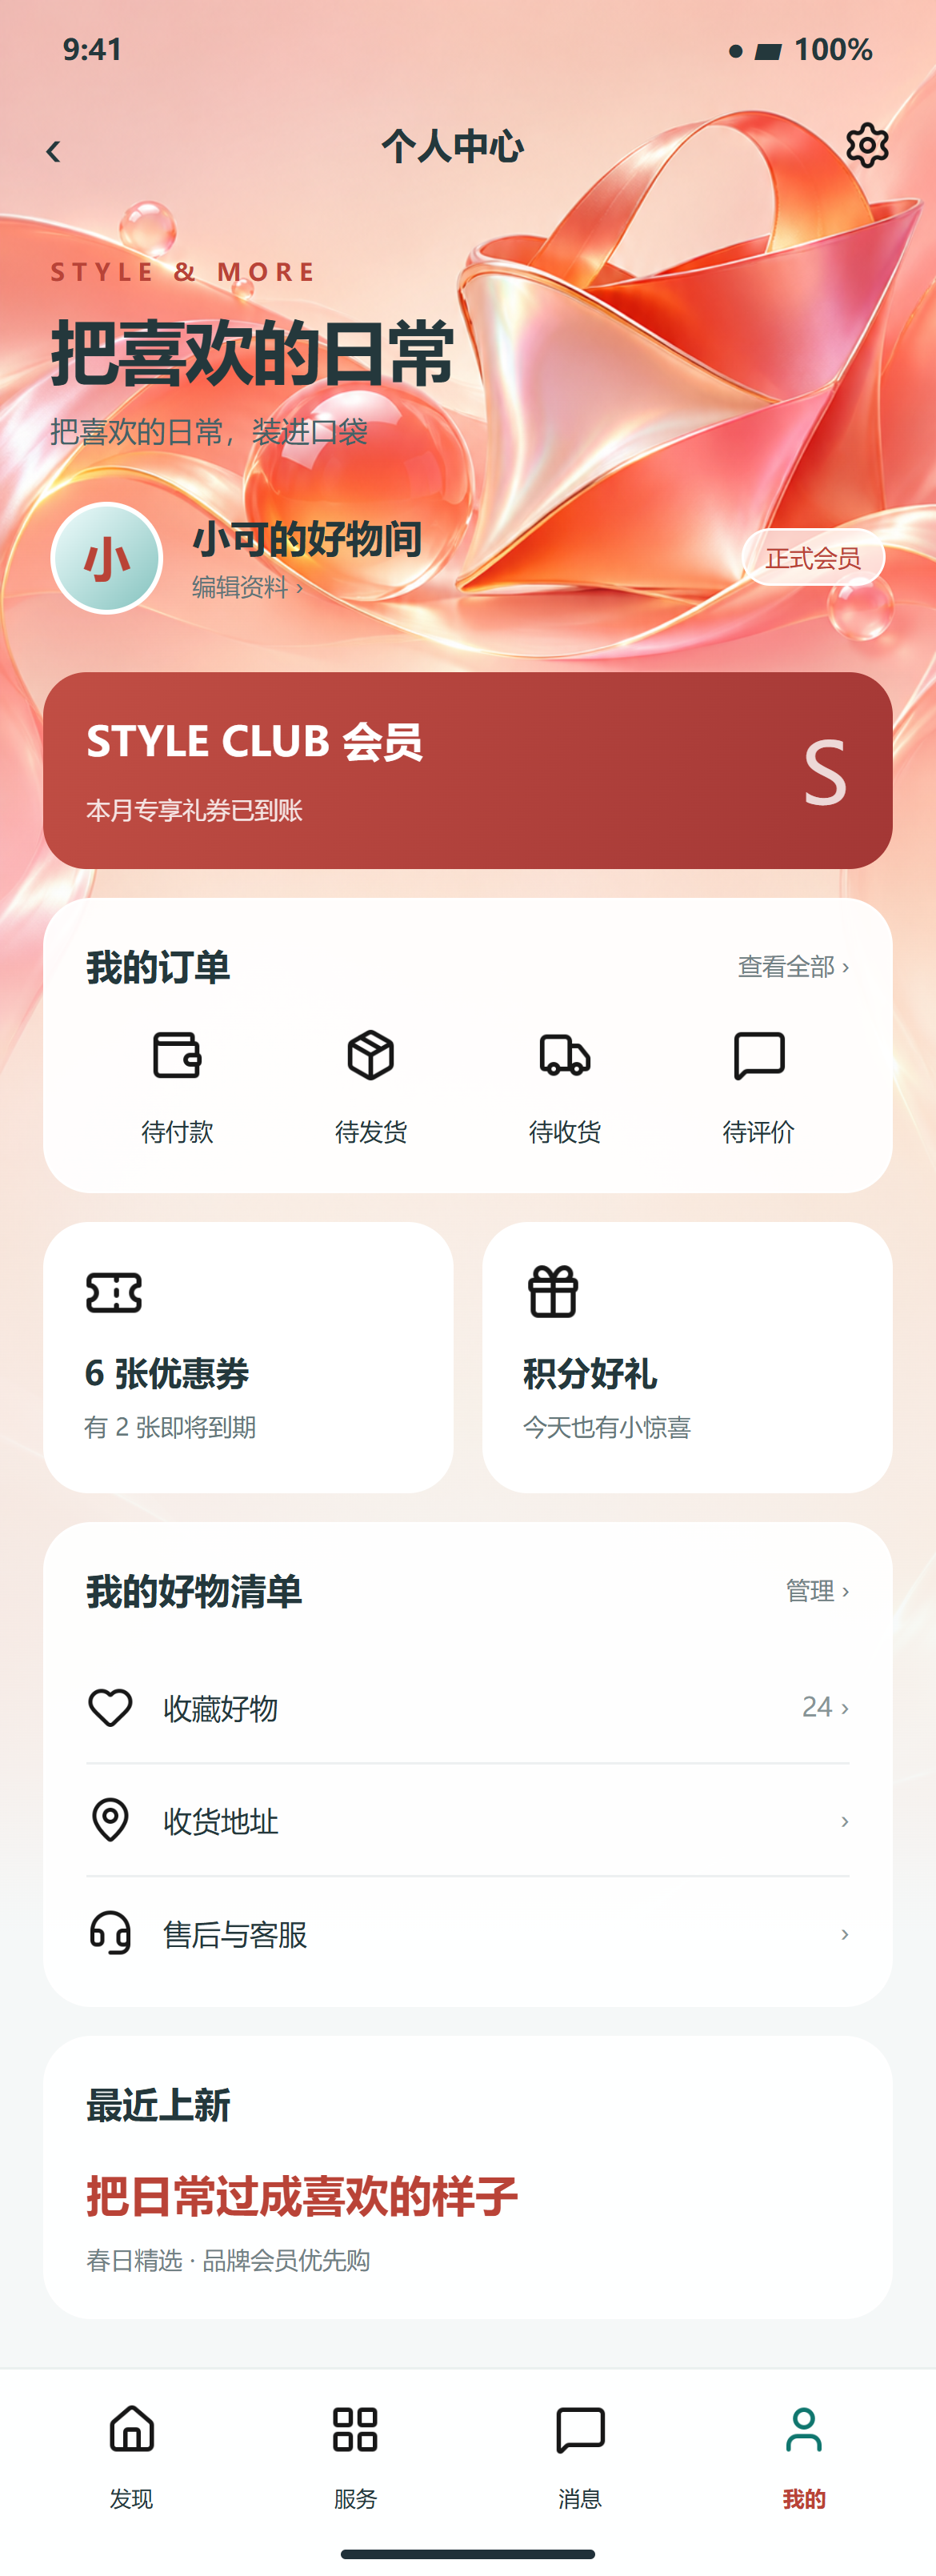 9:41
100%
‹ 个人中心
STYLE & MORE
把喜欢的日常
把喜欢的日常，装进口袋
小
小可的好物间
编辑资料 ›
正式会员
STYLE CLUB 会员
本月专享礼券已到账
S
我的订单
查看全部 ›
待付款
待发货
待收货
待评价
6 张优惠券
有 2 张即将到期
积分好礼
今天也有小惊喜
我的好物清单
管理 ›
收藏好物
24 ›
收货地址 ›
售后与客服 ›
最近上新
把日常过成喜欢的样子
春日精选 · 品牌会员优先购
发现
服务
消息
我的